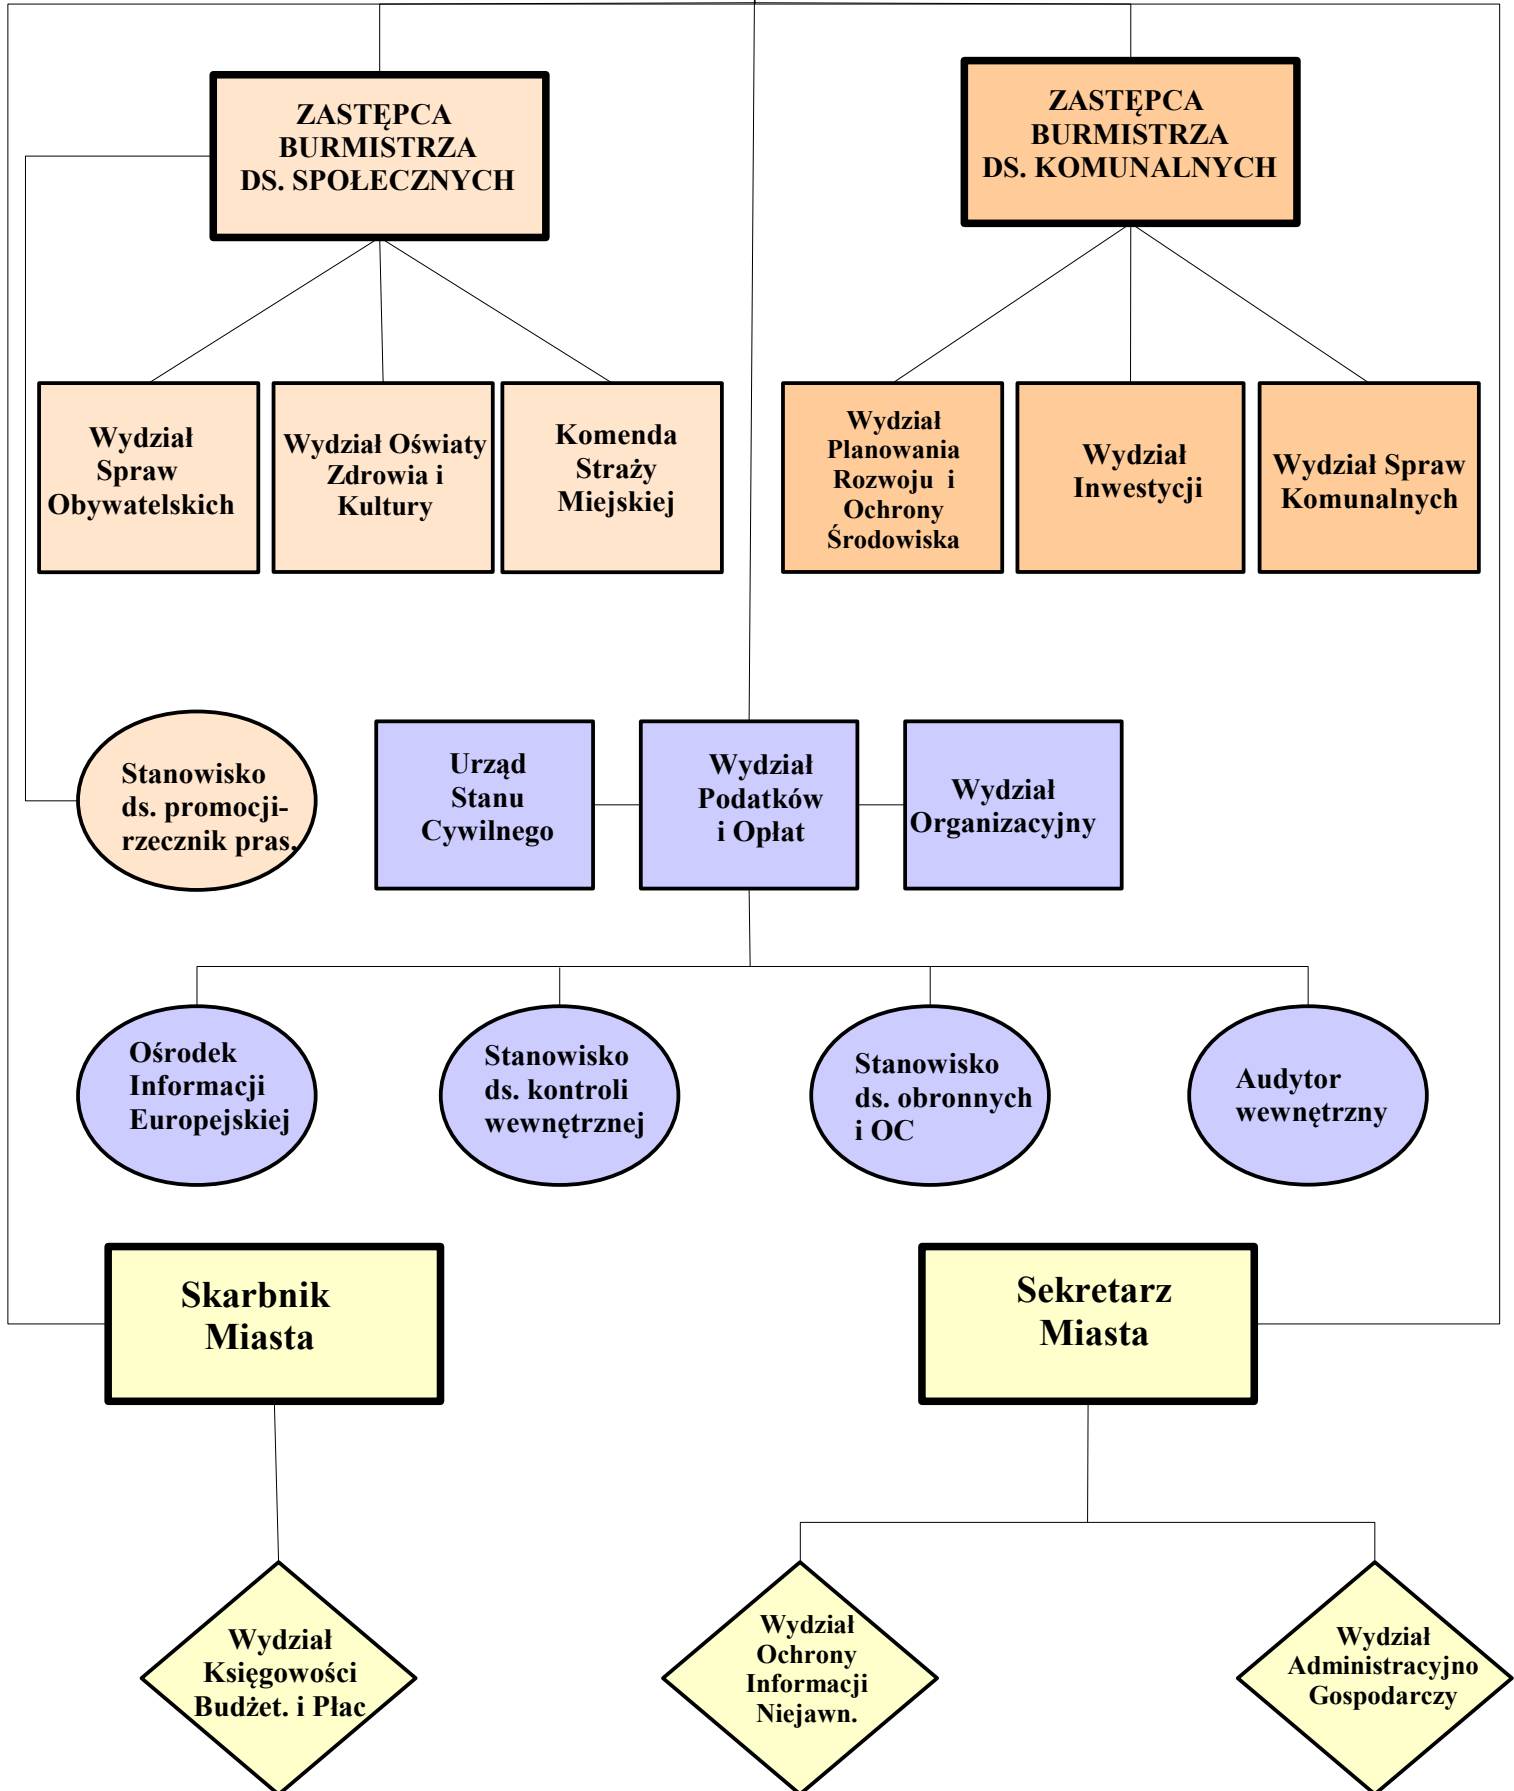 ZASTĘPCA
BURMISTRZA
DS. SPOŁECZNYCH
ZASTĘPCA
BURMISTRZA
DS. KOMUNALNYCH
Wydział
Spraw
Obywatelskich
Wydział Oświaty
Zdrowia i
Kultury
Komenda
Straży
Miejskiej
Wydział
Planowania
Rozwoju i
Ochrony
Środowiska
Wydział
Inwestycji
Wydział Spraw
Komunalnych
Stanowisko
ds. promocji-
rzecznik pras.
Urząd
Stanu
Cywilnego
Wydział
Podatków
i Opłat
Wydział
Organizacyjny
Ośrodek
Informacji
Europejskiej
Stanowisko
ds. kontroli
wewnętrznej
Stanowisko
ds. obronnych
i OC
Audytor
wewnętrzny
Skarbnik
Miasta
Sekretarz
Miasta
Wydział
Księgowości
Budżet. i Płac
Wydział
Ochrony
Informacji
Niejawn.
Wydział
Administracyjno
Gospodarczy